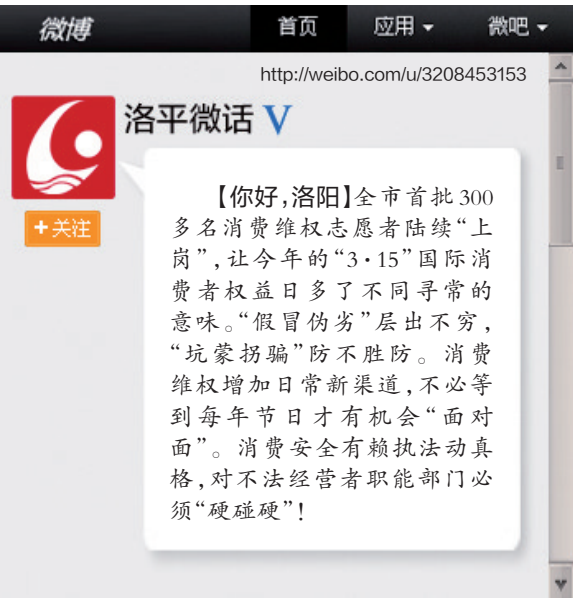 微博 首页 应用 微吧
http://weibo.com/u/3208453153
洛平微话 V
+关注
【你好,洛阳】全市首批300
多名消费维权志愿者陆续“上
岗”,让今年的“3·15”国际消
费者权益日多了不同寻常的
意味。“假冒伪劣”层出不穷,
“坑蒙拐骗”防不胜防。消费
维权增加日常新渠道,不必等
到每年节日才有机会“面对
面”。消费安全有赖执法动真
格,对不法经营者职能部门必
须“硬碰硬”!